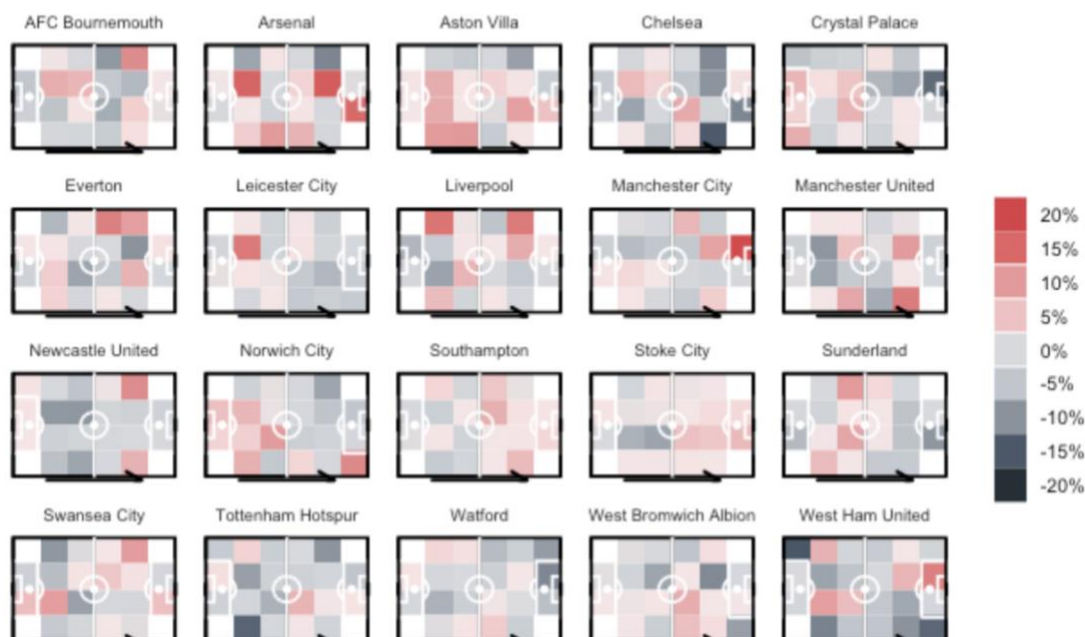 AFC Bournemouth Arsenal Aston Villa Chelsea Crystal Palace
Everton Leicester City Liverpool Manchester City Manchester United
20%
15%
10%
5%
Newcastle United Norwich City Southampton Stoke City Sunderland 0%
-5%
-10%
-15%
-20%
Swansea City Tottenham Hotspur Watford West Bromwich Albion West Ham United